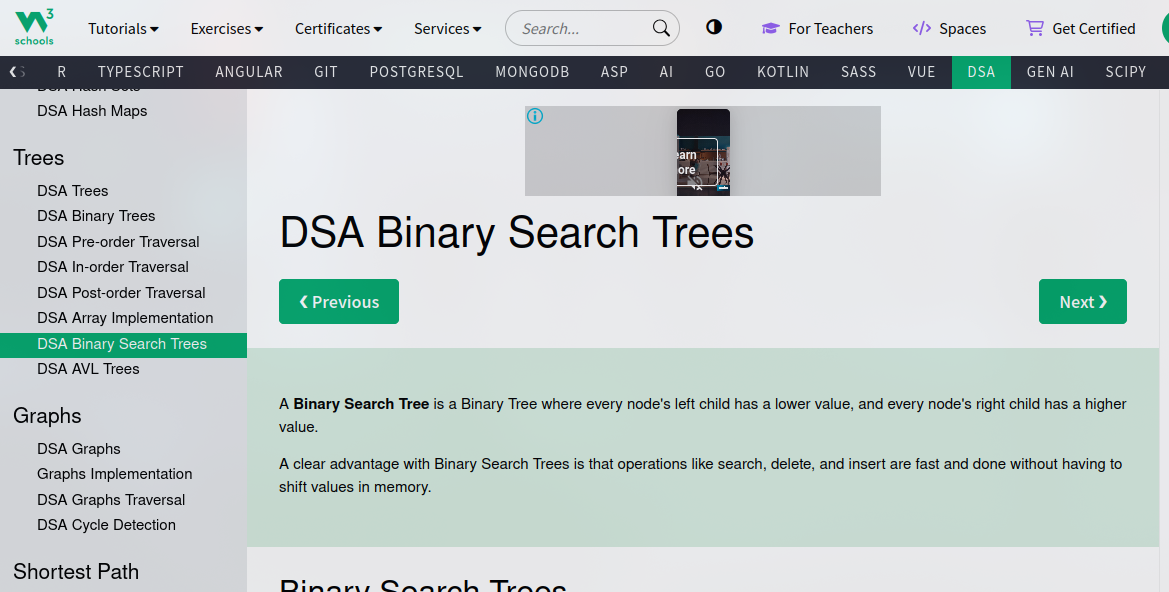 3
schools
Tutorials
Exercises
Certificates
Services
Search...
For Teachers
Spaces
Get Certified
S R TYPESCRIPT ANGULAR GIT POSTGRESQL MONGODB ASP AI GO KOTLIN SASS VUE DSA GEN AI SCIPY
DSA Hash Sets
DSA Hash Maps
Trees
DSA Trees
DSA Binary Trees
DSA Pre-order Traversal
DSA In-order Traversal
DSA Post-order Traversal
DSA Array Implementation
DSA Binary Search Trees
DSA AVL Trees
Graphs
DSA Graphs
Graphs Implementation
DSA Graphs Traversal
DSA Cycle Detection
Shortest Path
earn
ore
DSA Binary Search Trees
❮ Previous
Next ❯
A Binary Search Tree is a Binary Tree where every node's left child has a lower value, and every node's right child has a higher
value.
A clear advantage with Binary Search Trees is that operations like search, delete, and insert are fast and done without having to
shift values in memory.
Binary Search Trees